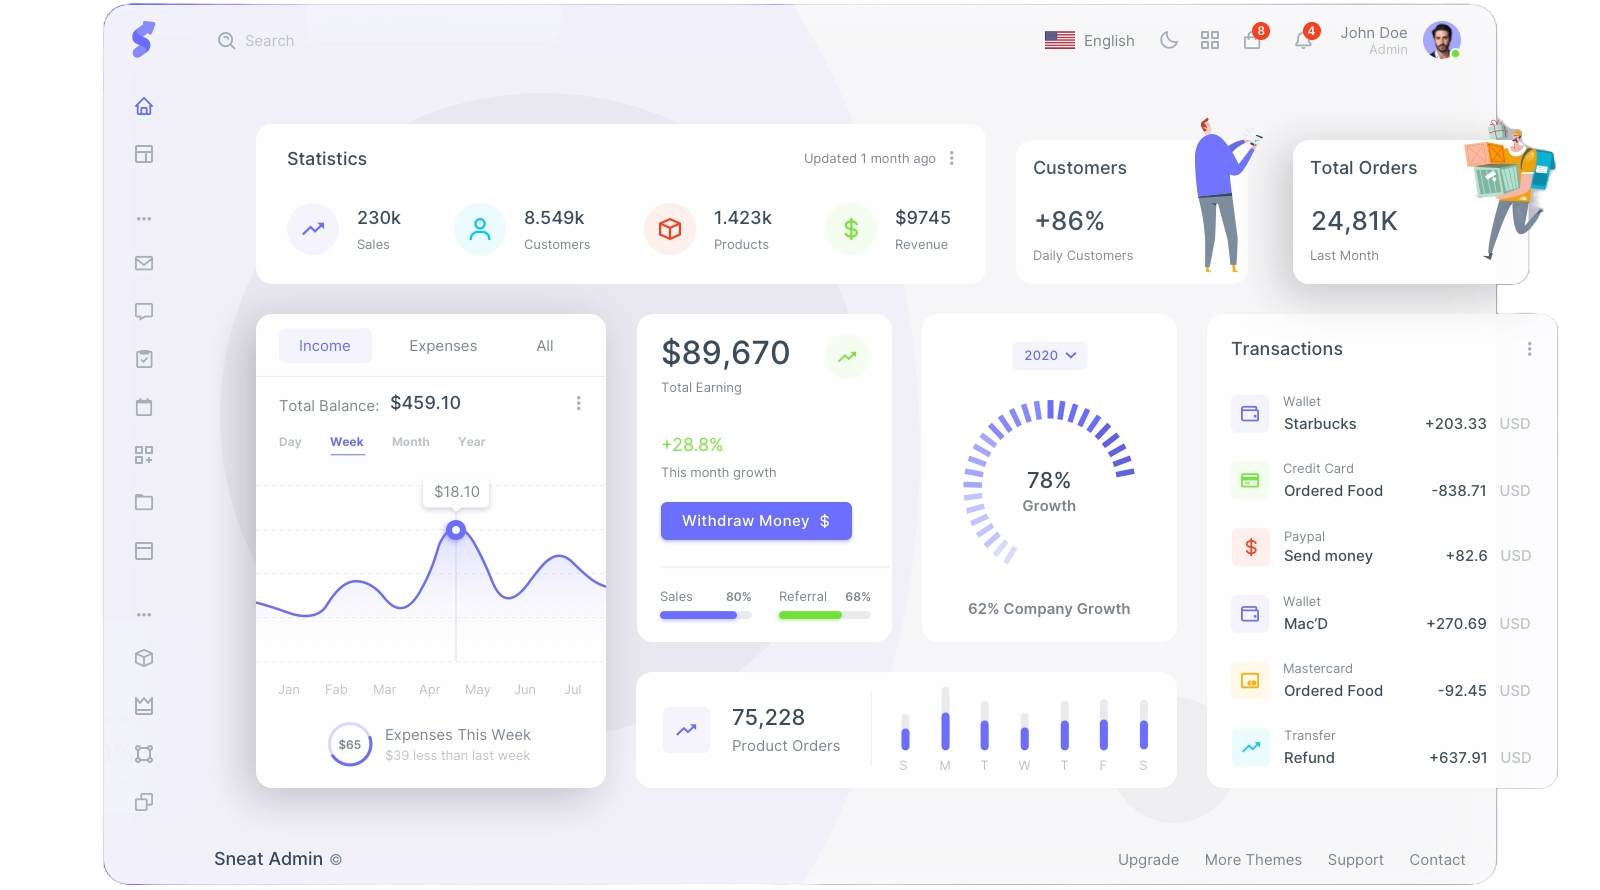 Search
English
8
4
John Doe
Admin
Statistics
Updated 1 month ago
230k
Sales
8.549k
Customers
1.423k
Products
$9745
Revenue
Customers
+86%
Daily Customers
Total Orders
24,81K
Last Month
Income Expenses All
Total Balance: $459.10
Day Week Month Year
$18.10
Jan Fab Mar Apr May Jun Jul
$65
Expenses This Week
$39 less than last week
$89,670
Total Earning
+28.8%
This month growth
Withdraw Money $
Sales 80%
Referral 68%
2020
78%
Growth
62% Company Growth
75,228
Product Orders
S M T W T F S
Transactions
Wallet
Starbucks +203.33 USD
Credit Card
Ordered Food -838.71 USD
Paypal
Send money +82.6 USD
Wallet
Mac'D +270.69 USD
Mastercard
Ordered Food -92.45 USD
Transfer
Refund +637.91 USD
Sneat Admin ©
Upgrade More Themes Support Contact